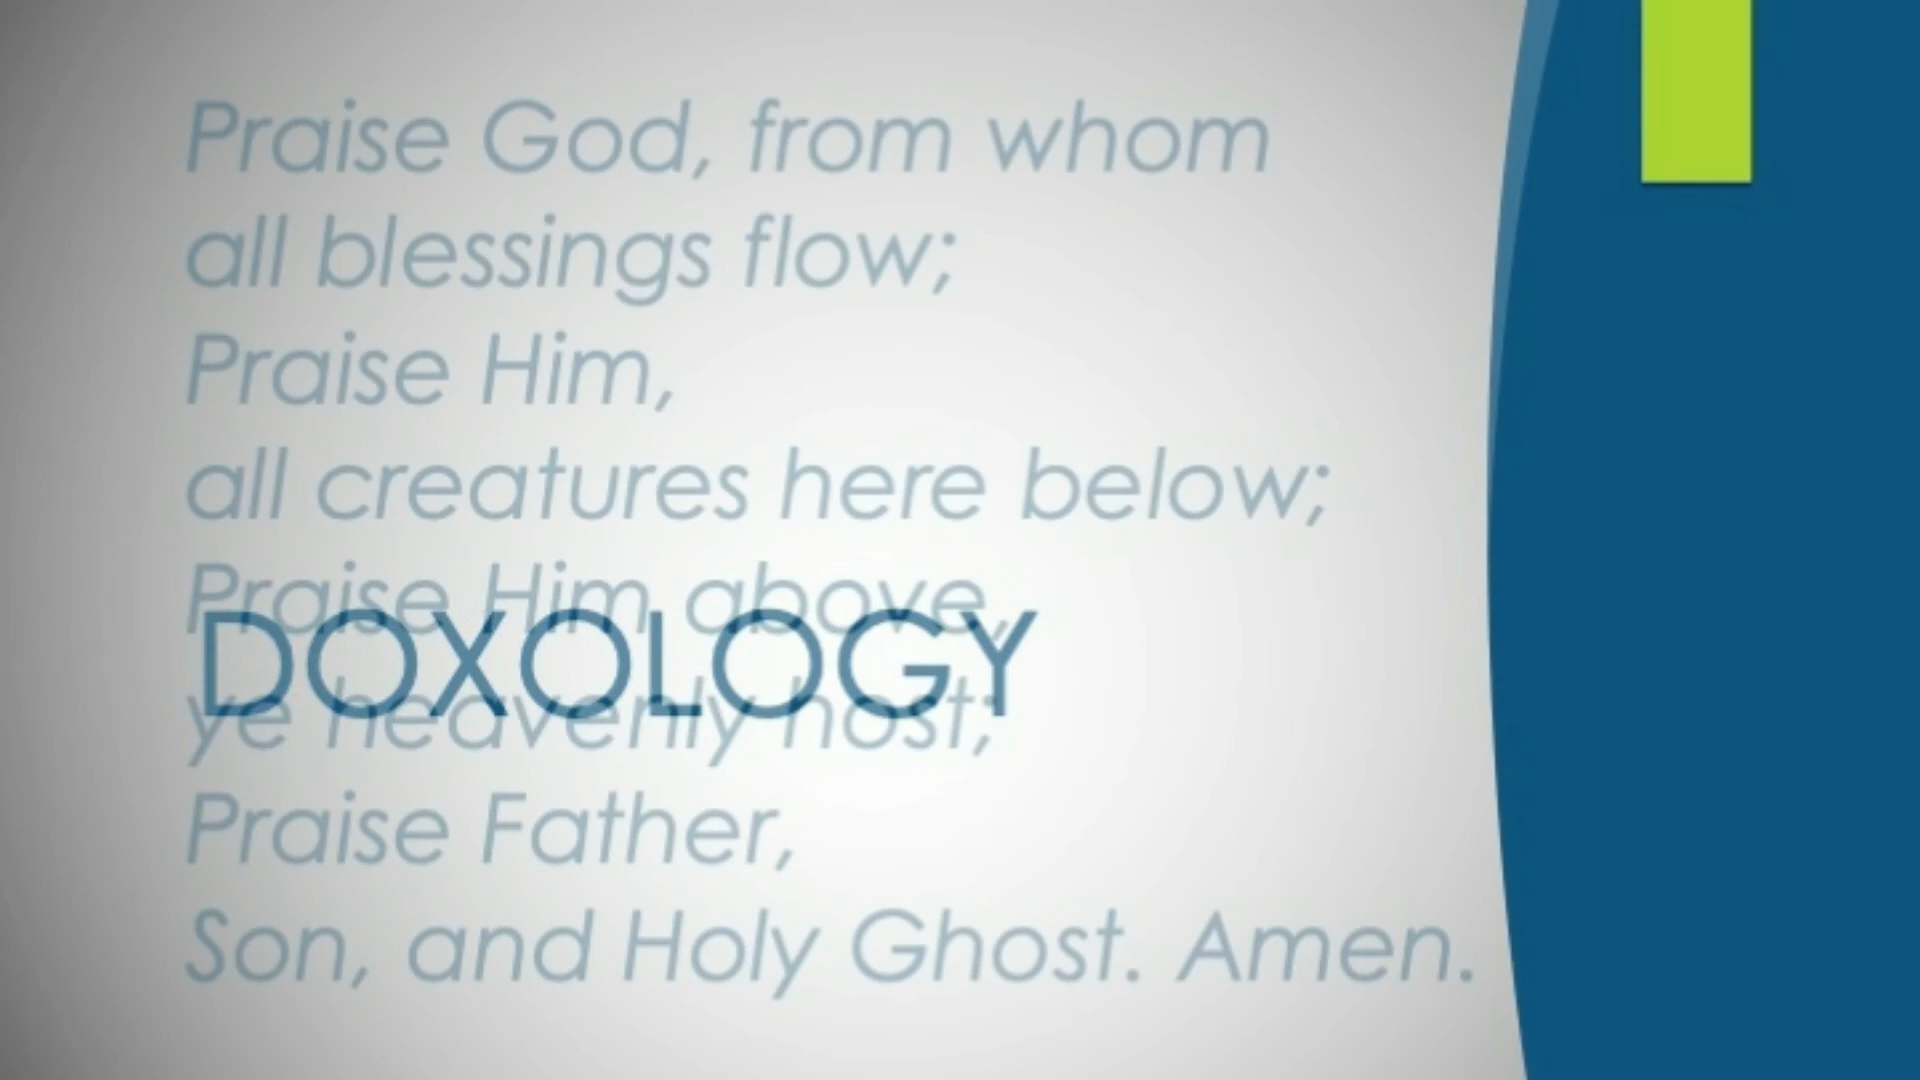 Praise God, from whom
all blessings flow;
Praise Him,
all creatures here below;
Praise Him above,
DOXOLOGY
ye heavenly host;
Praise Father,
Son, and Holy Ghost. Amen.